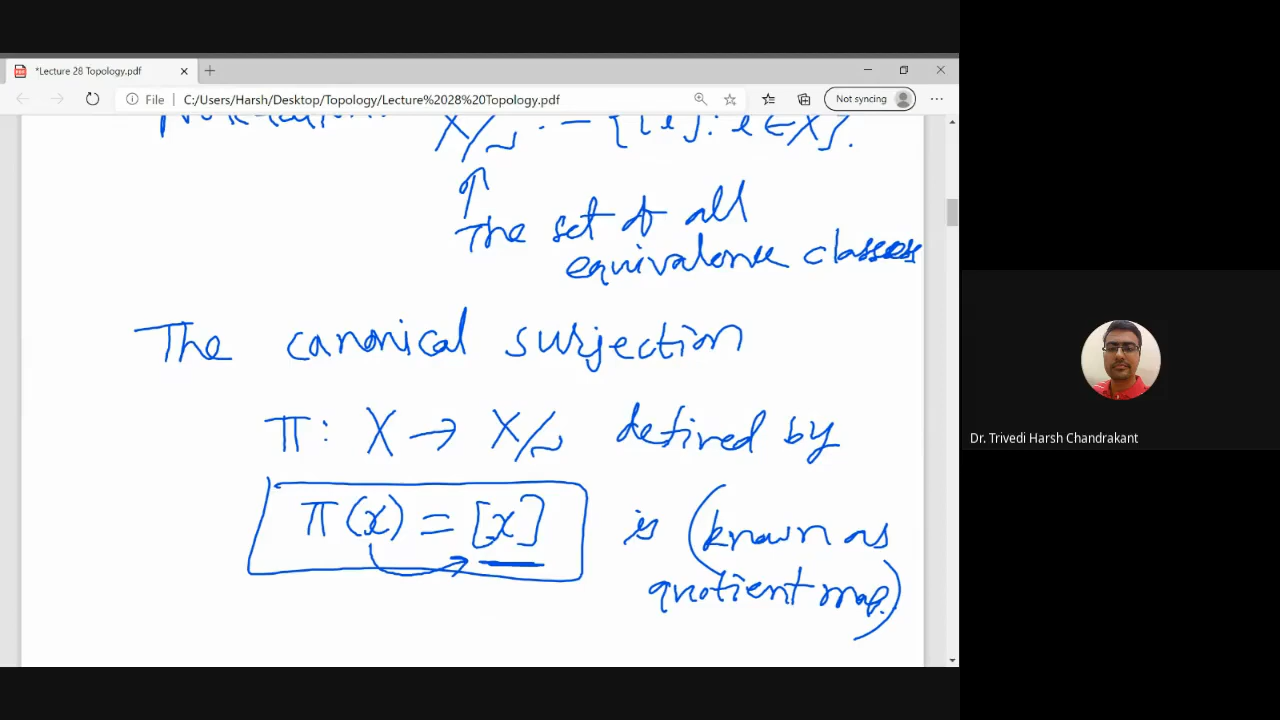 *Lecture 28 Topology.pdf
File | C:/Users/Harsh/Desktop/Topology/Lecture%2028%20Topology.pdf
Not syncing
X/~ := {[x]: x∈X}.
The set of all
equivalence classes
The canonical surjection
π: X → X/~ defined by
π(x) = [x] is (known as
quotient map.)
Dr. Trivedi Harsh Chandrakant